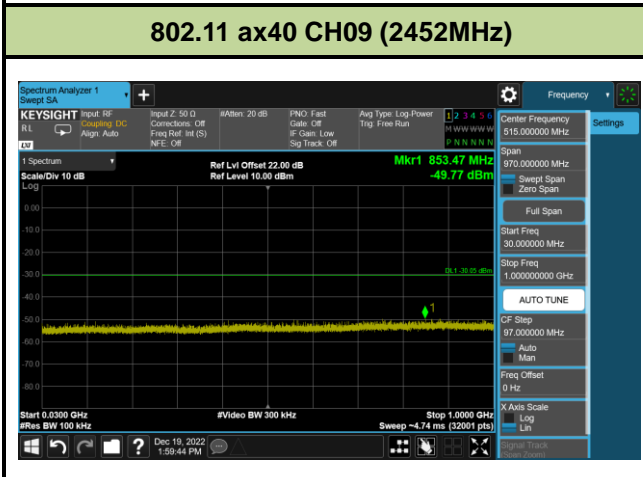 802.11 ax40 CH09 (2452MHz)
Spectrum Analyzer 1
Swept SA
+
Frequency
KEYSIGHT
RL
Input: RF
Coupling: DC
Align: Auto
Input Z: 50 Ω
Corrections: Off
Freq Ref: Int (S)
NFE: Off
#Atten: 20 dB
PNO: Fast
Gate: Off
IF Gain: Low
Sig Track: Off
Avg Type: Log-Power
Trig: Free Run
1 2 3 4 5 6
M W W W W W
P N N N N N
Center Frequency
515.000000 MHz
Settings
Span
970.000000 MHz
Swept Span
Zero Span
Full Span
Start Freq
30.000000 MHz
Stop Freq
1.00000000 GHz
AUTO TUNE
CF Step
97.000000 MHz
Auto
Man
Freq Offset
0 Hz
X Axis Scale
Log
Lin
Signal Track
(Span Zoom)
1 Spectrum
Scale/Div 10 dB
Ref Lvl Offset 22.00 dB
Ref Level 10.00 dBm
Mkr1 853.47 MHz
-49.77 dBm
Log
0.00
-10.0
-20.0
-30.0
DL1 -30.05 dBm
-40.0
1
-50.0
-60.0
-70.0
-80.0
Start 0.0300 GHz
#Video BW 300 kHz
Stop 1.0000 GHz
#Res BW 100 kHz
Sweep ~4.74 ms (32001 pts)
?
Dec 19, 2022
1:59:44 PM